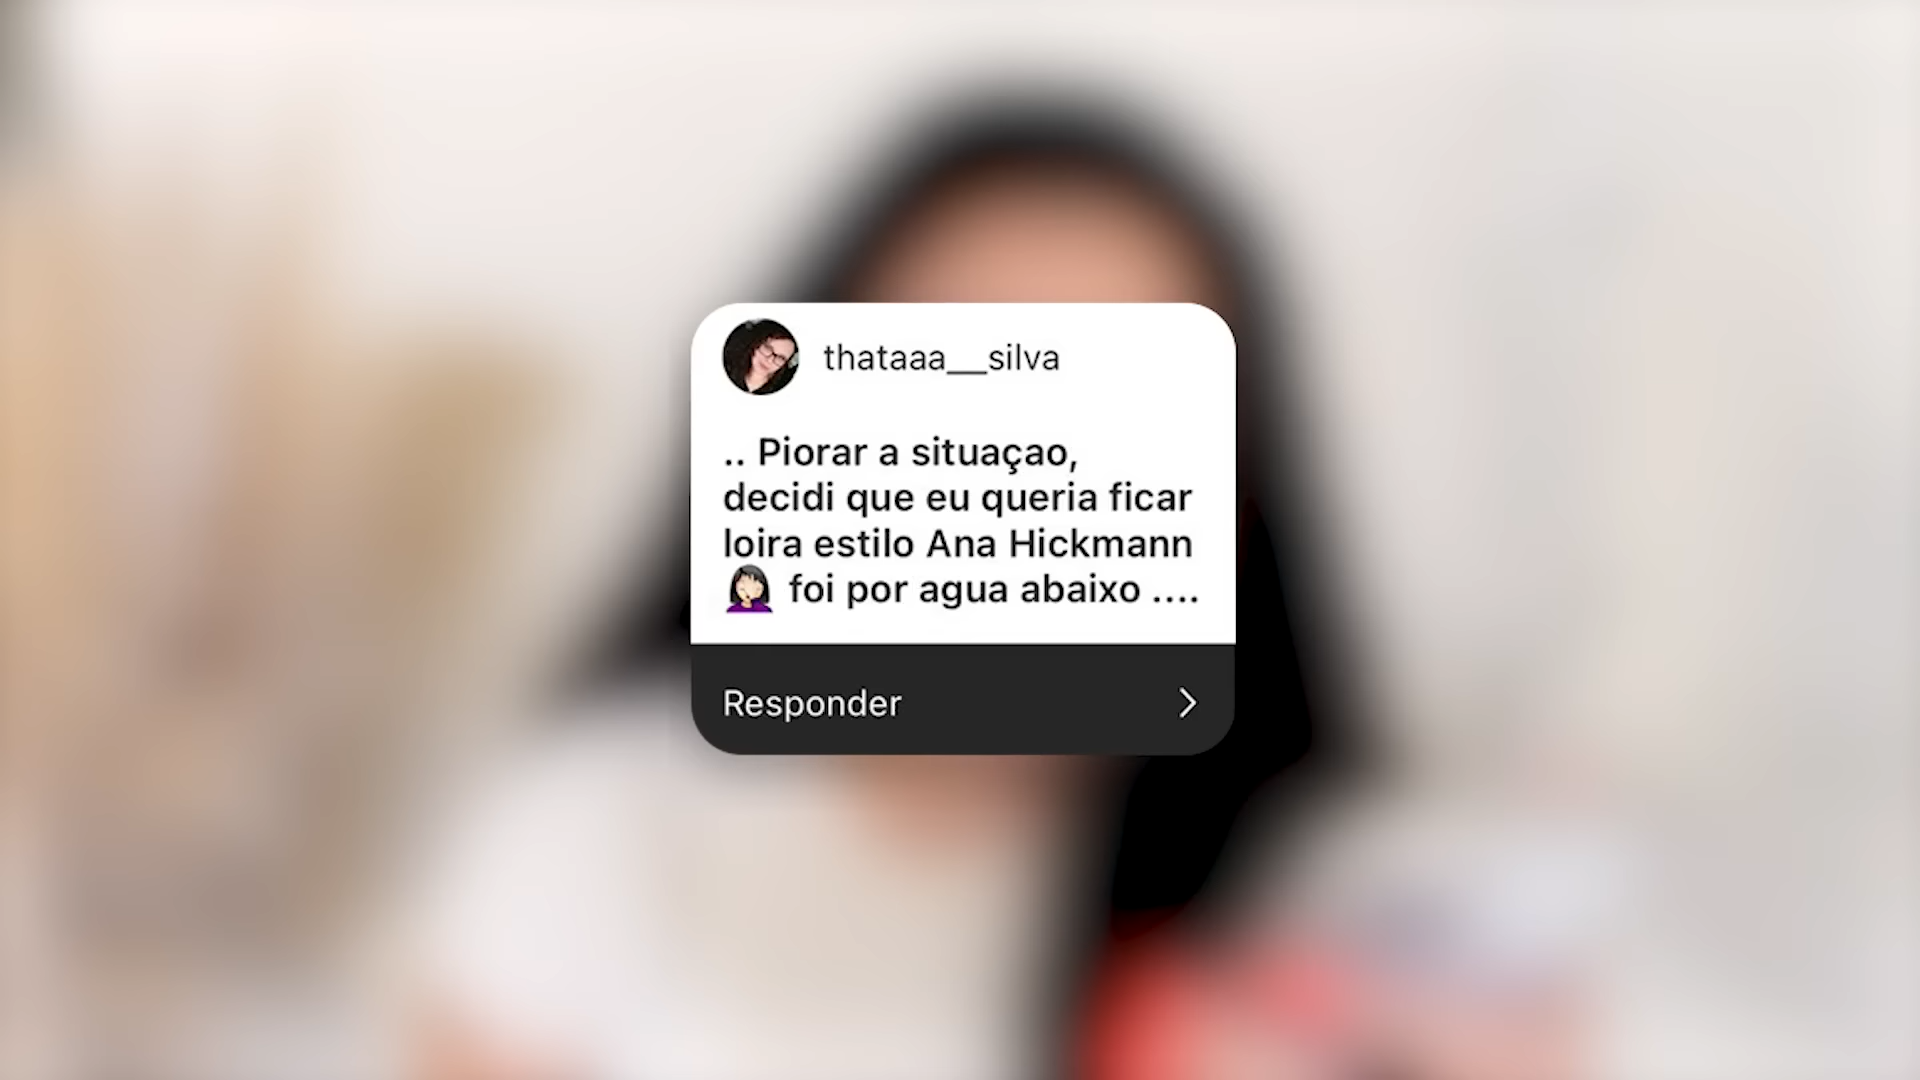 thataaa__silva
.. Piorar a situaçao,
decidi que eu queria ficar
loira estilo Ana Hickmann
🤦🏻‍♀️ foi por agua abaixo ....
Responder